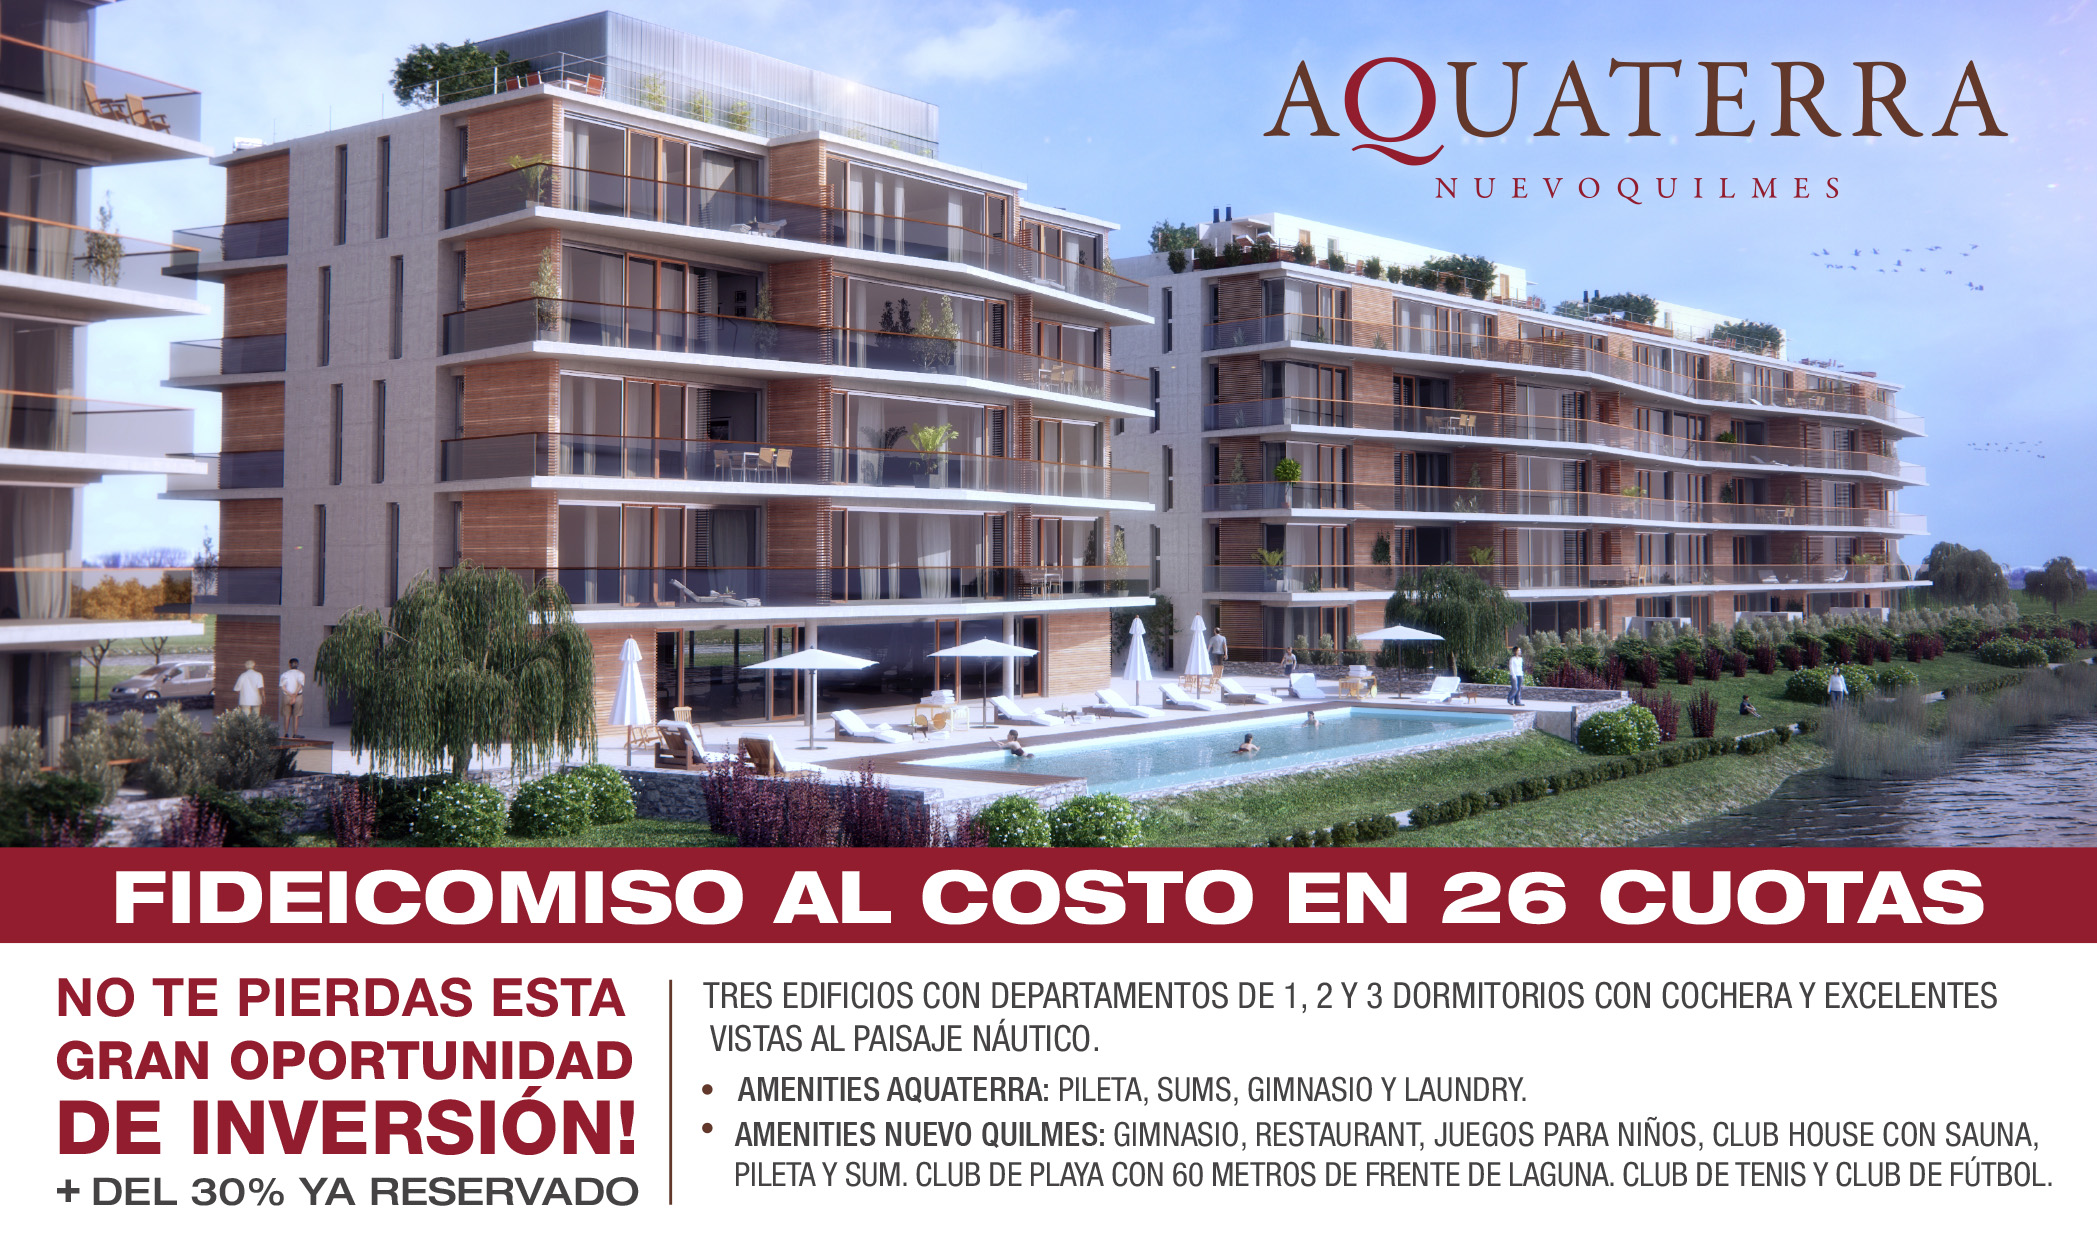 AQUATERRA
NUEVOQUILMES
FIDEICOMISO AL COSTO EN 26 CUOTAS
NO TE PIERDAS ESTA
GRAN OPORTUNIDAD
DE INVERSIÓN!
+ DEL 30% YA RESERVADO
TRES EDIFICIOS CON DEPARTAMENTOS DE 1, 2 Y 3 DORMITORIOS CON COCHERA Y EXCELENTES
VISTAS AL PAISAJE NÁUTICO.
• AMENITIES AQUATERRA: PILETA, SUMS, GIMNASIO Y LAUNDRY.
• AMENITIES NUEVO QUILMES: GIMNASIO, RESTAURANT, JUEGOS PARA NIÑOS, CLUB HOUSE CON SAUNA,
PILETA Y SUM. CLUB DE PLAYA CON 60 METROS DE FRENTE DE LAGUNA. CLUB DE TENIS Y CLUB DE FÚTBOL.